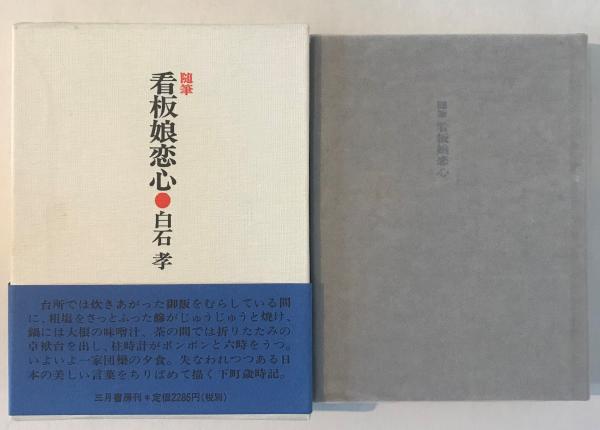 随筆
看板娘恋心●白石 孝
台所では炊きあがった御飯をむらしている間
に、粗塩をさっとふった鰺がじゅうじゅうと焼け、
鍋には大根の味噌汁、茶の間では折りたたみの
卓袱台を出し、柱時計がボンボンと六時をうつ。
いよいよ一家団欒の夕食。失なわれつつある日
本の美しい言葉をちりばめて描く下町歳時記。
三月書房刊＊定価2285円(税別)
随筆 看板娘恋心